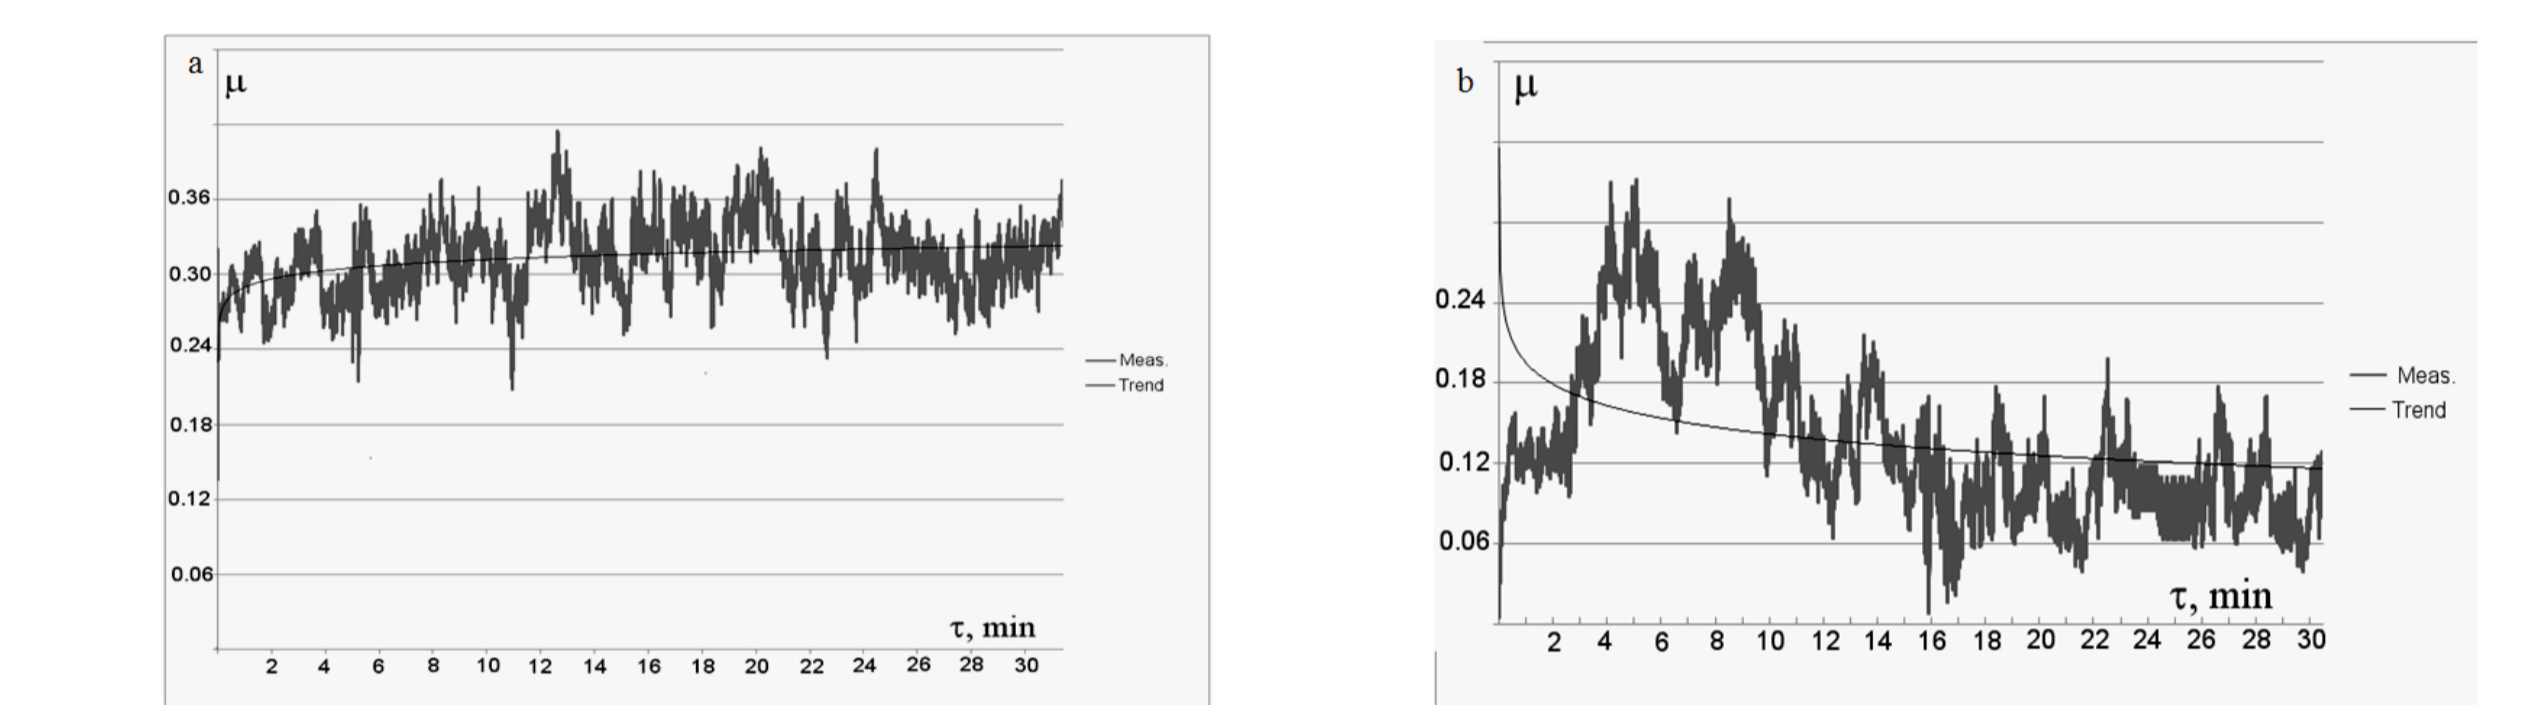 a
μ
0.36
0.30
0.24
0.18
0.12
0.06
Meas.
Trend
τ, min
2 4 6 8 10 12 14 16 18 20 22 24 26 28 30
b
μ
0.24
0.18
0.12
0.06
Meas.
Trend
τ, min
2 4 6 8 10 12 14 16 18 20 22 24 26 28 30